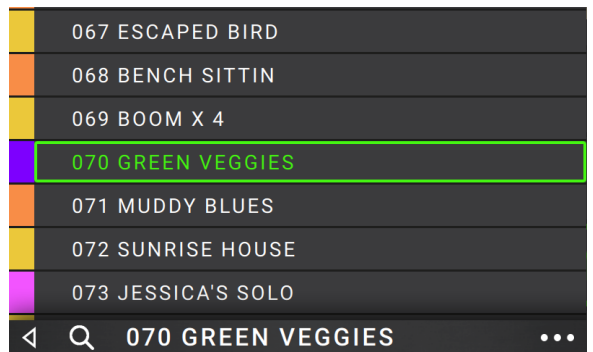 067 ESCAPED BIRD
068 BENCH SITTIN
069 BOOM X 4
070 GREEN VEGGIES
071 MUDDY BLUES
072 SUNRISE HOUSE
073 JESSICA'S SOLO
070 GREEN VEGGIES